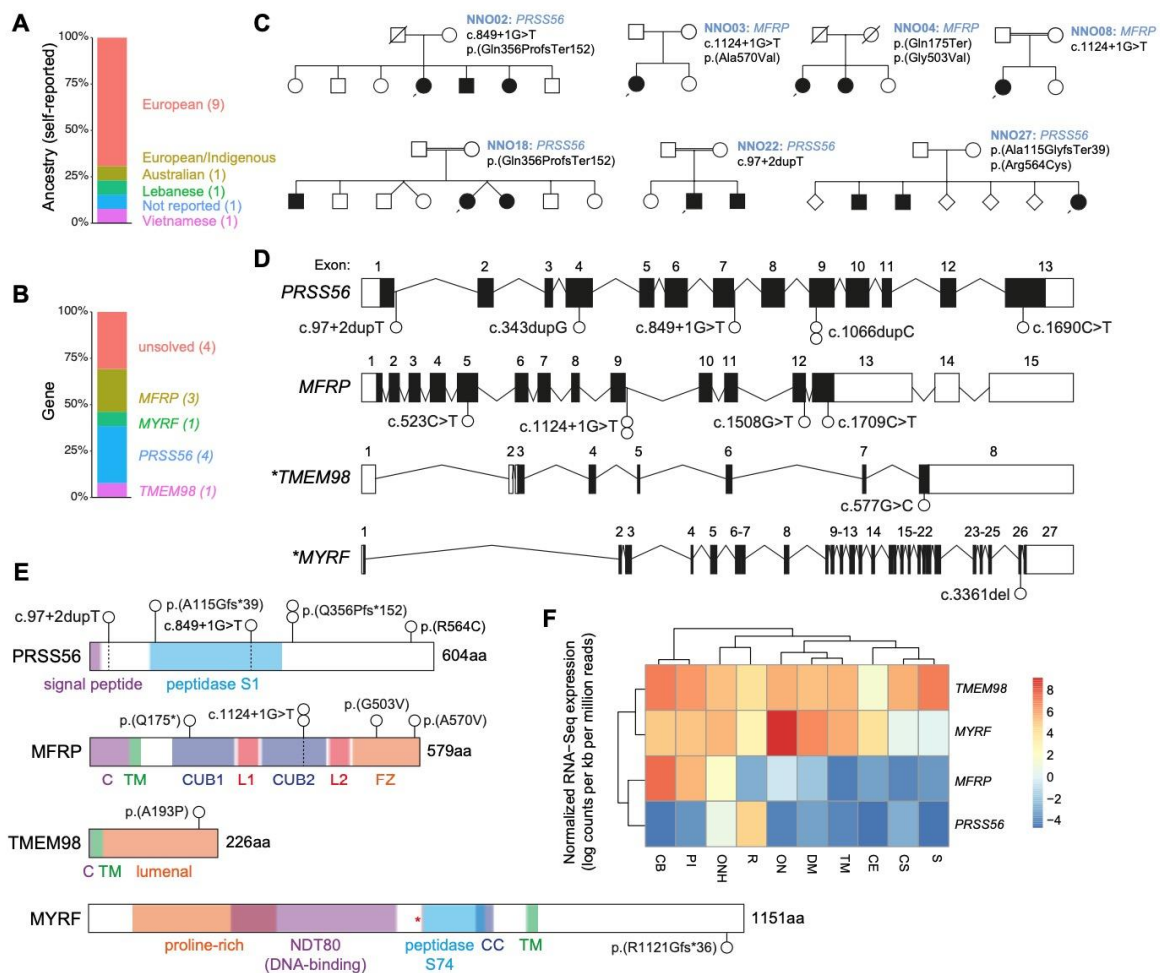 A
Ancestry (self-reported)
100%
75%
50%
25%
0%
European (9)
European/Indigenous
Australian (1)
Lebanese (1)
Not reported (1)
Vietnamese (1)
B
Gene
100%
75%
50%
25%
0%
unsolved (4)
MFRP (3)
MYRF (1)
PRSS56 (4)
TMEM98 (1)
C
NNO02: PRSS56
c.849+1G>T
p.(Gln356ProfsTer152)
NNO03: MFRP
c.1124+1G>T
p.(Ala570Val)
NNO04: MFRP
p.(Gln175Ter)
p.(Gly503Val)
NNO08: MFRP
c.1124+1G>T
NNO18: PRSS56
p.(Gln356ProfsTer152)
NNO22: PRSS56
c.97+2dupT
NNO27: PRSS56
p.(Ala115GlyfsTer39)
p.(Arg564Cys)
D
Exon: 1 2 3 4 5 6 7 8 9 10 11 12 13
PRSS56
c.97+2dupT c.343dupG c.849+1G>T c.1066dupC c.1690C>T
1 2 3 4 5 6 7 8 9 10 11 12 13 14 15
MFRP
c.523C>T c.1124+1G>T c.1508G>T c.1709C>T
1 2 3 4 5 6 7 8
*TMEM98
c.577G>C
1 2 3 4 5 6-7 8 9-13 14 15-22 23-25 26 27
*MYRF
c.3361del
E
c.97+2dupT p.(A115Gfs*39) p.(Q356Pfs*152)
c.849+1G>T p.(R564C)
PRSS56 604aa
signal peptide peptidase S1
p.(Q175*) c.1124+1G>T p.(G503V)
p.(A570V)
MFRP 579aa
C TM CUB1 L1 CUB2 L2 FZ
p.(A193P)
TMEM98 226aa
C TM lumenal
MYRF * 1151aa
proline-rich NDT80 peptidase CC TM p.(R1121Gfs*36)
(DNA-binding) S74
F
Normalized RNA-Seq expression
(log counts per kb per million reads)
TMEM98
MYRF
MFRP
PRSS56
CB PI ONH R ON DM TM CE CS S
8
6
4
2
0
−2
−4